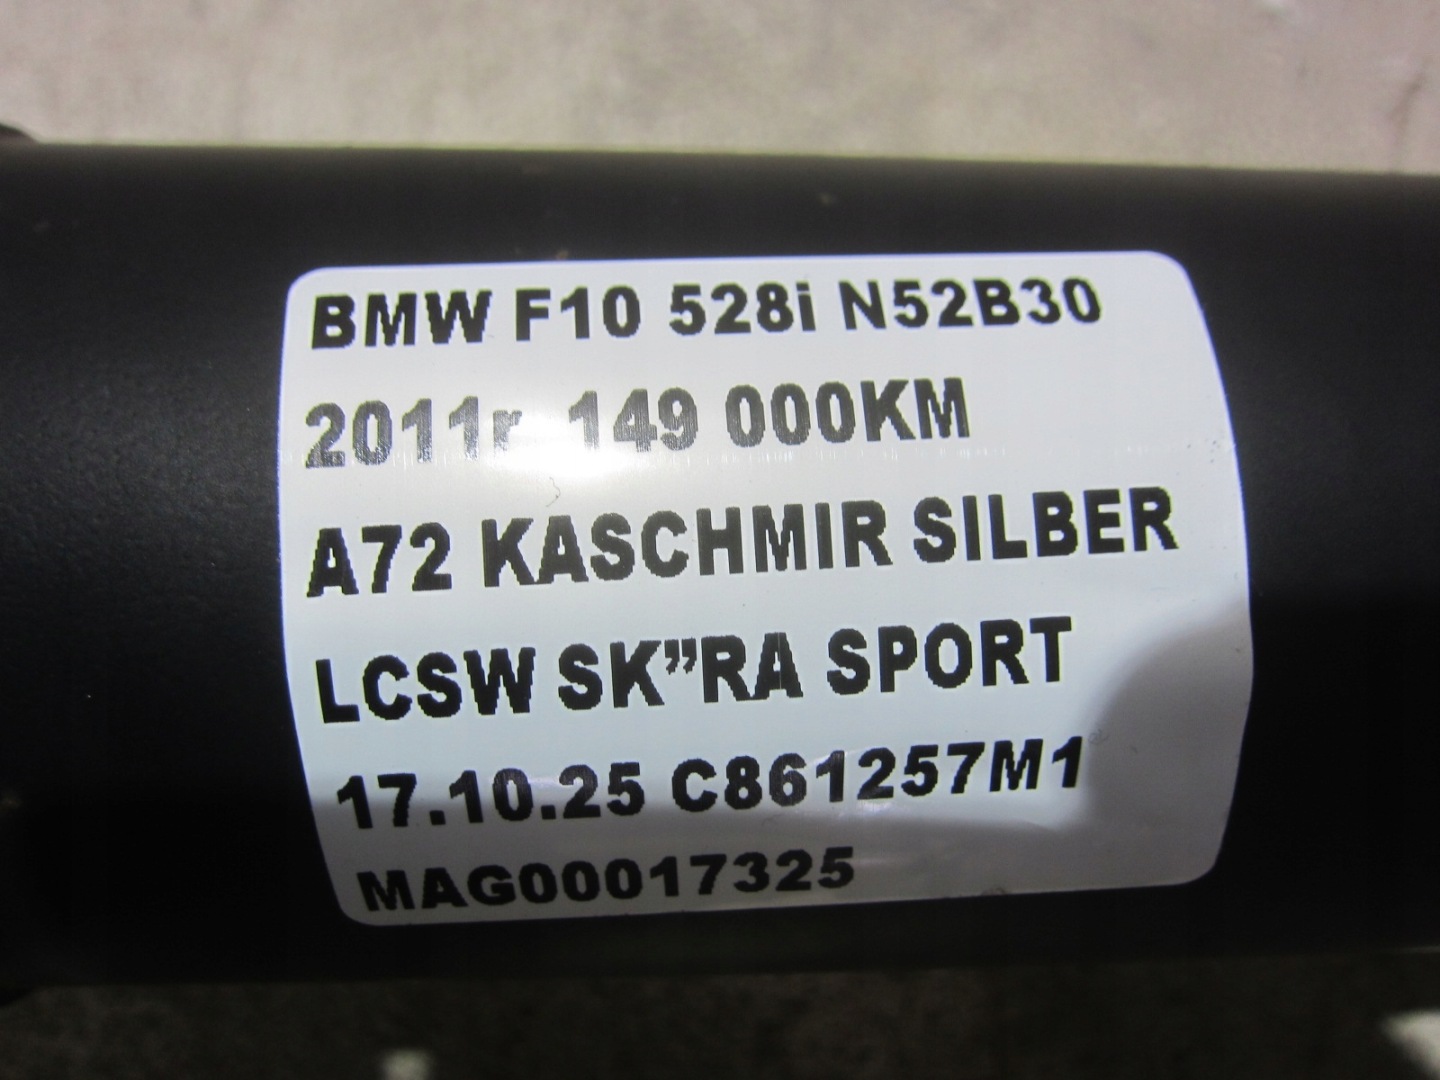 BMW F10 528i N52B30
2011r 149 000KM
A72 KASCHMIR SILBER
LCSW SK”RA SPORT
17.10.25 C861257M1
MAG00017325